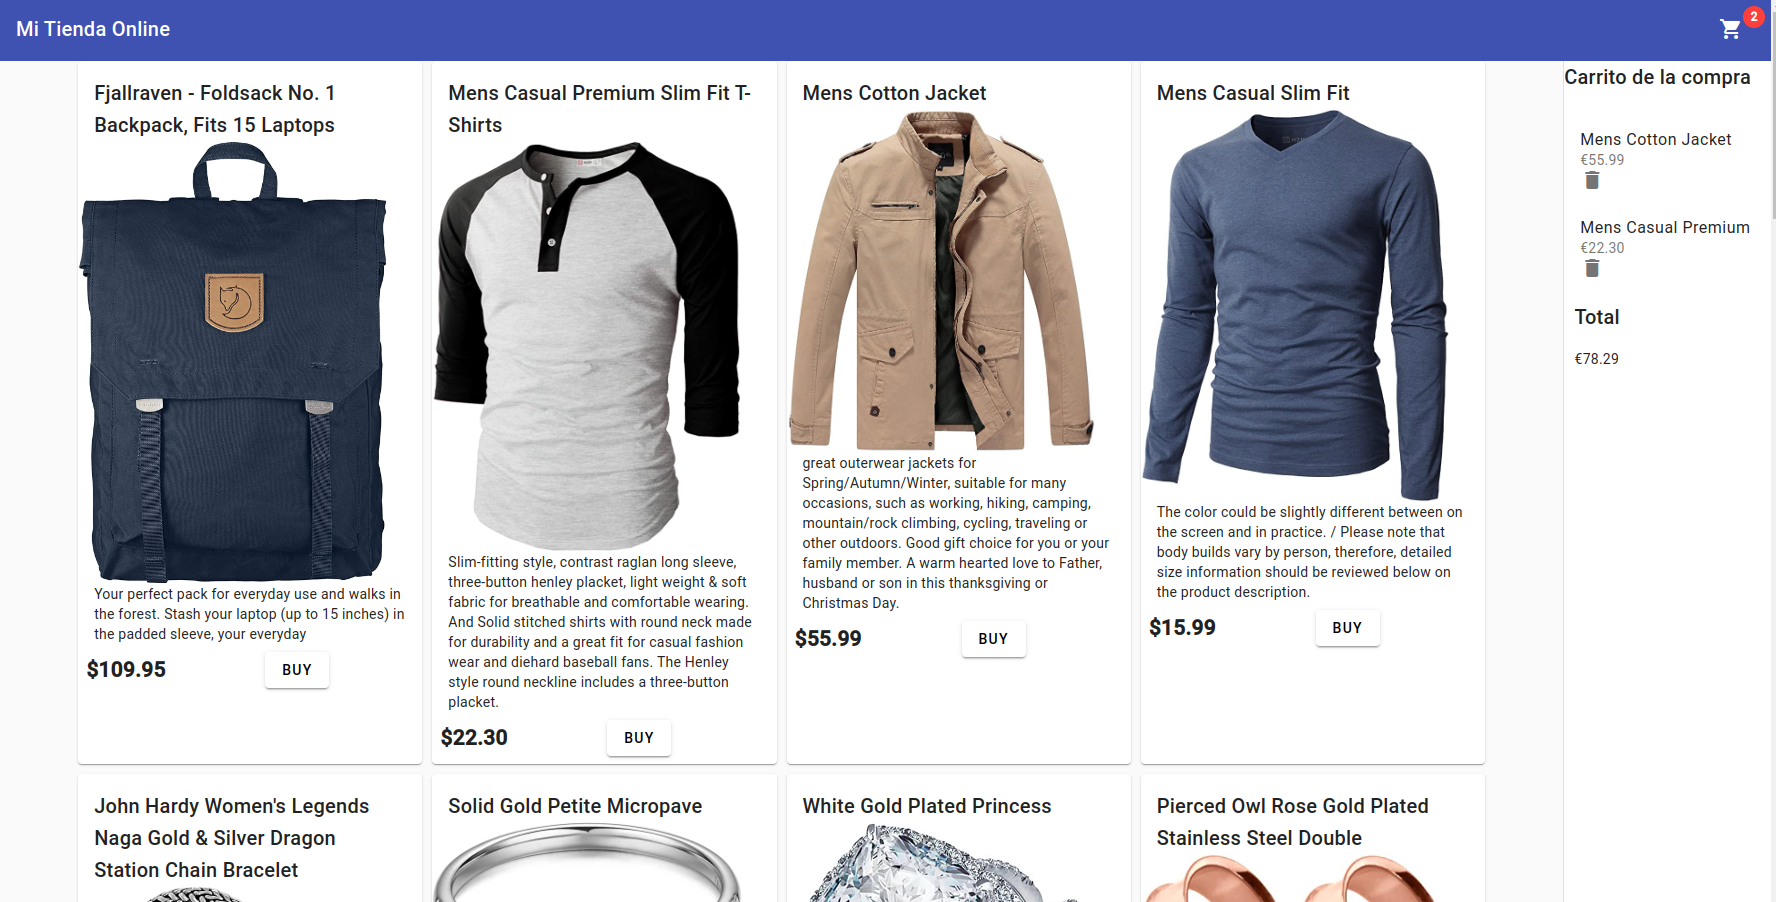 Mi Tienda Online
2
Fjallraven - Foldsack No. 1
Backpack, Fits 15 Laptops
Your perfect pack for everyday use and walks in
the forest. Stash your laptop (up to 15 inches) in
the padded sleeve, your everyday
$109.95
BUY
Mens Casual Premium Slim Fit T-
Shirts
Slim-fitting style, contrast raglan long sleeve,
three-button henley placket, light weight & soft
fabric for breathable and comfortable wearing.
And Solid stitched shirts with round neck made
for durability and a great fit for casual fashion
wear and diehard baseball fans. The Henley
style round neckline includes a three-button
placket.
$22.30
BUY
Mens Cotton Jacket
great outerwear jackets for
Spring/Autumn/Winter, suitable for many
occasions, such as working, hiking, camping,
mountain/rock climbing, cycling, traveling or
other outdoors. Good gift choice for you or your
family member. A warm hearted love to Father,
husband or son in this thanksgiving or
Christmas Day.
$55.99
BUY
Mens Casual Slim Fit
The color could be slightly different between on
the screen and in practice. / Please note that
body builds vary by person, therefore, detailed
size information should be reviewed below on
the product description.
$15.99
BUY
John Hardy Women's Legends
Naga Gold & Silver Dragon
Station Chain Bracelet
Solid Gold Petite Micropave
White Gold Plated Princess
Pierced Owl Rose Gold Plated
Stainless Steel Double
Carrito de la compra
Mens Cotton Jacket
€55.99
Mens Casual Premium
€22.30
Total
€78.29